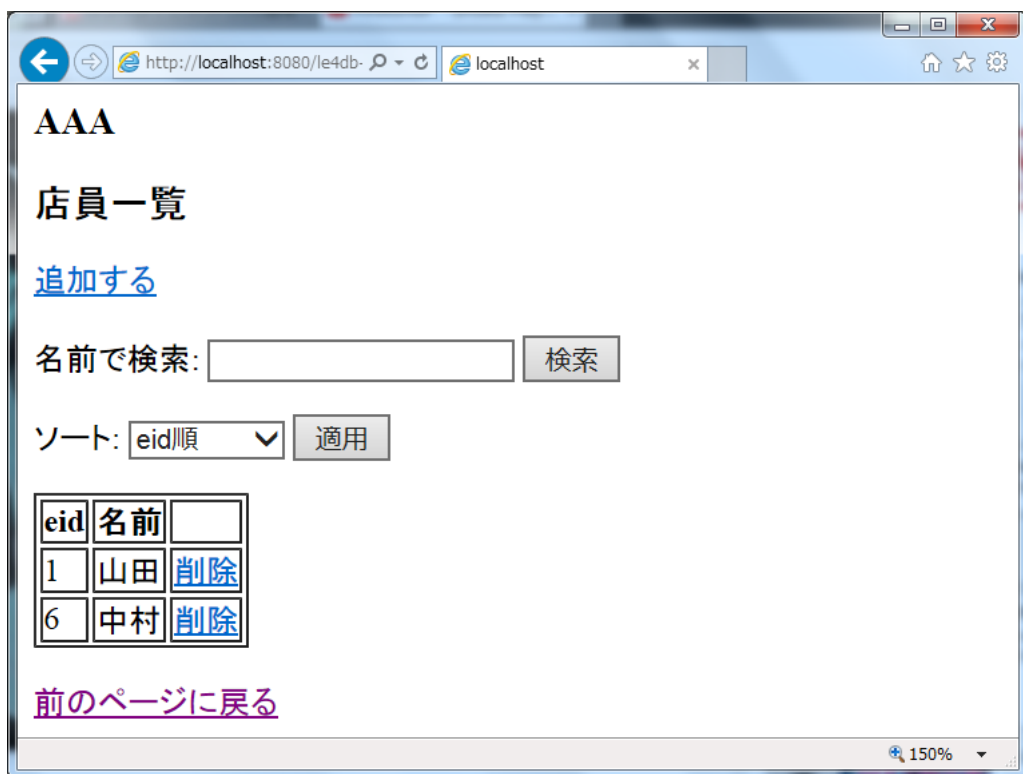 http://localhost:8080/le4db- localhost
AAA
店員一覧
追加する
名前で検索: 検索
ソート: eid順 適用
eid 名前
1 山田 削除
6 中村 削除
前のページに戻る
150%